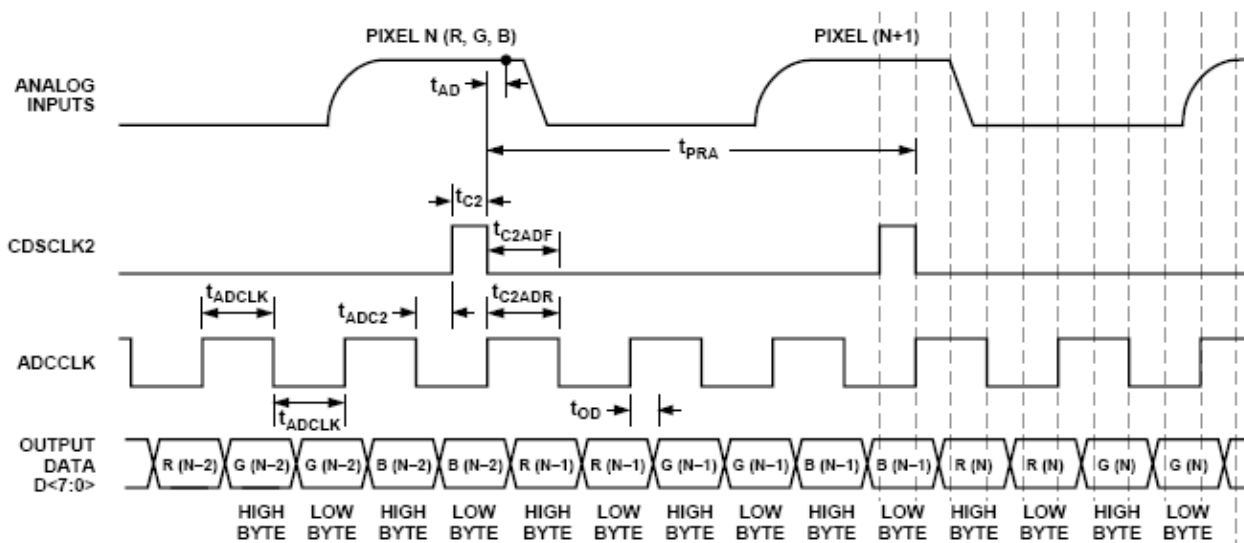 PIXEL N (R, G, B)
PIXEL (N+1)
ANALOG
INPUTS
tAD
tPRA
tC2
CDSCLK2
tC2ADF
tADCLK
tADC2
tC2ADR
ADCCLK
tADCLK
tOD
OUTPUT
DATA
D<7:0>
R (N–2) G (N–2) G (N–2) B (N–2) B (N–2) R (N–1) R (N–1) G (N–1) G (N–1) B (N–1) B (N–1) R (N) R (N) G (N) G (N)
HIGH LOW HIGH LOW HIGH LOW HIGH LOW HIGH LOW HIGH LOW HIGH LOW
BYTE BYTE BYTE BYTE BYTE BYTE BYTE BYTE BYTE BYTE BYTE BYTE BYTE BYTE